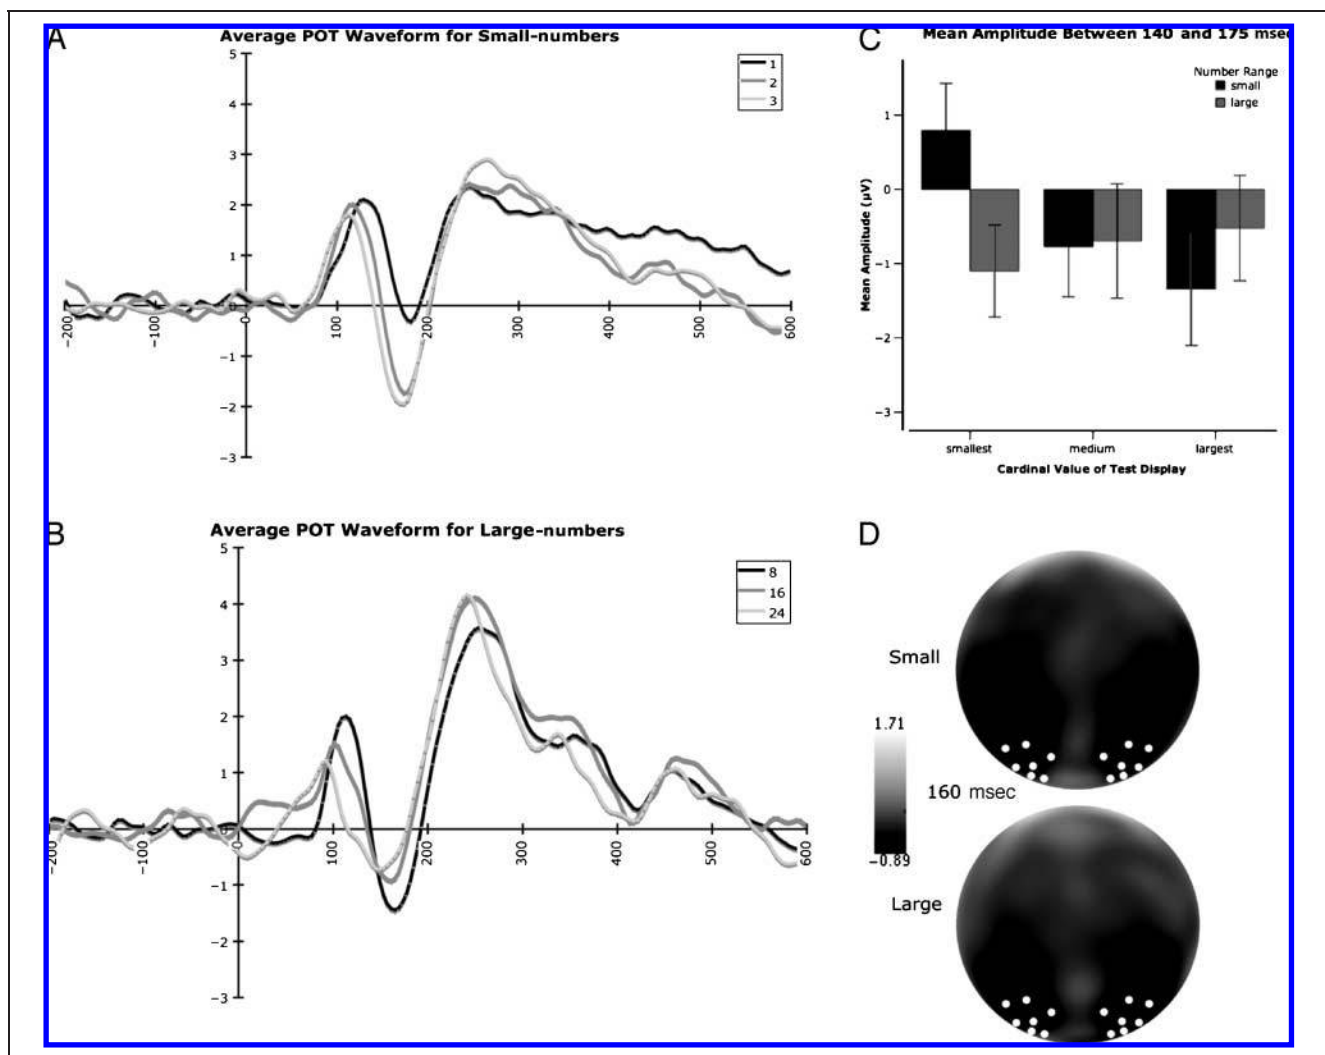 A
Average POT Waveform for Small-numbers
5
4
3
2
1
0
−1
−2
−3
-200
-100
0
100
200
300
400
500
600
1
2
3
C
Mean Amplitude Between 140 and 175 msec
Number Range
small
large
Mean Amplitude (µV)
1
0
−1
−2
−3
smallest
medium
largest
Cardinal Value of Test Display
B
Average POT Waveform for Large-numbers
5
4
3
2
1
0
−1
−2
−3
-200
-100
0
100
200
300
400
500
600
8
16
24
D
Small
1.71
160 msec
−0.89
Large